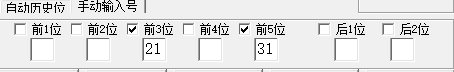 自动历史位 手动输入号
前1位 前2位 前3位 前4位 前5位 后1位 后2位
21 31